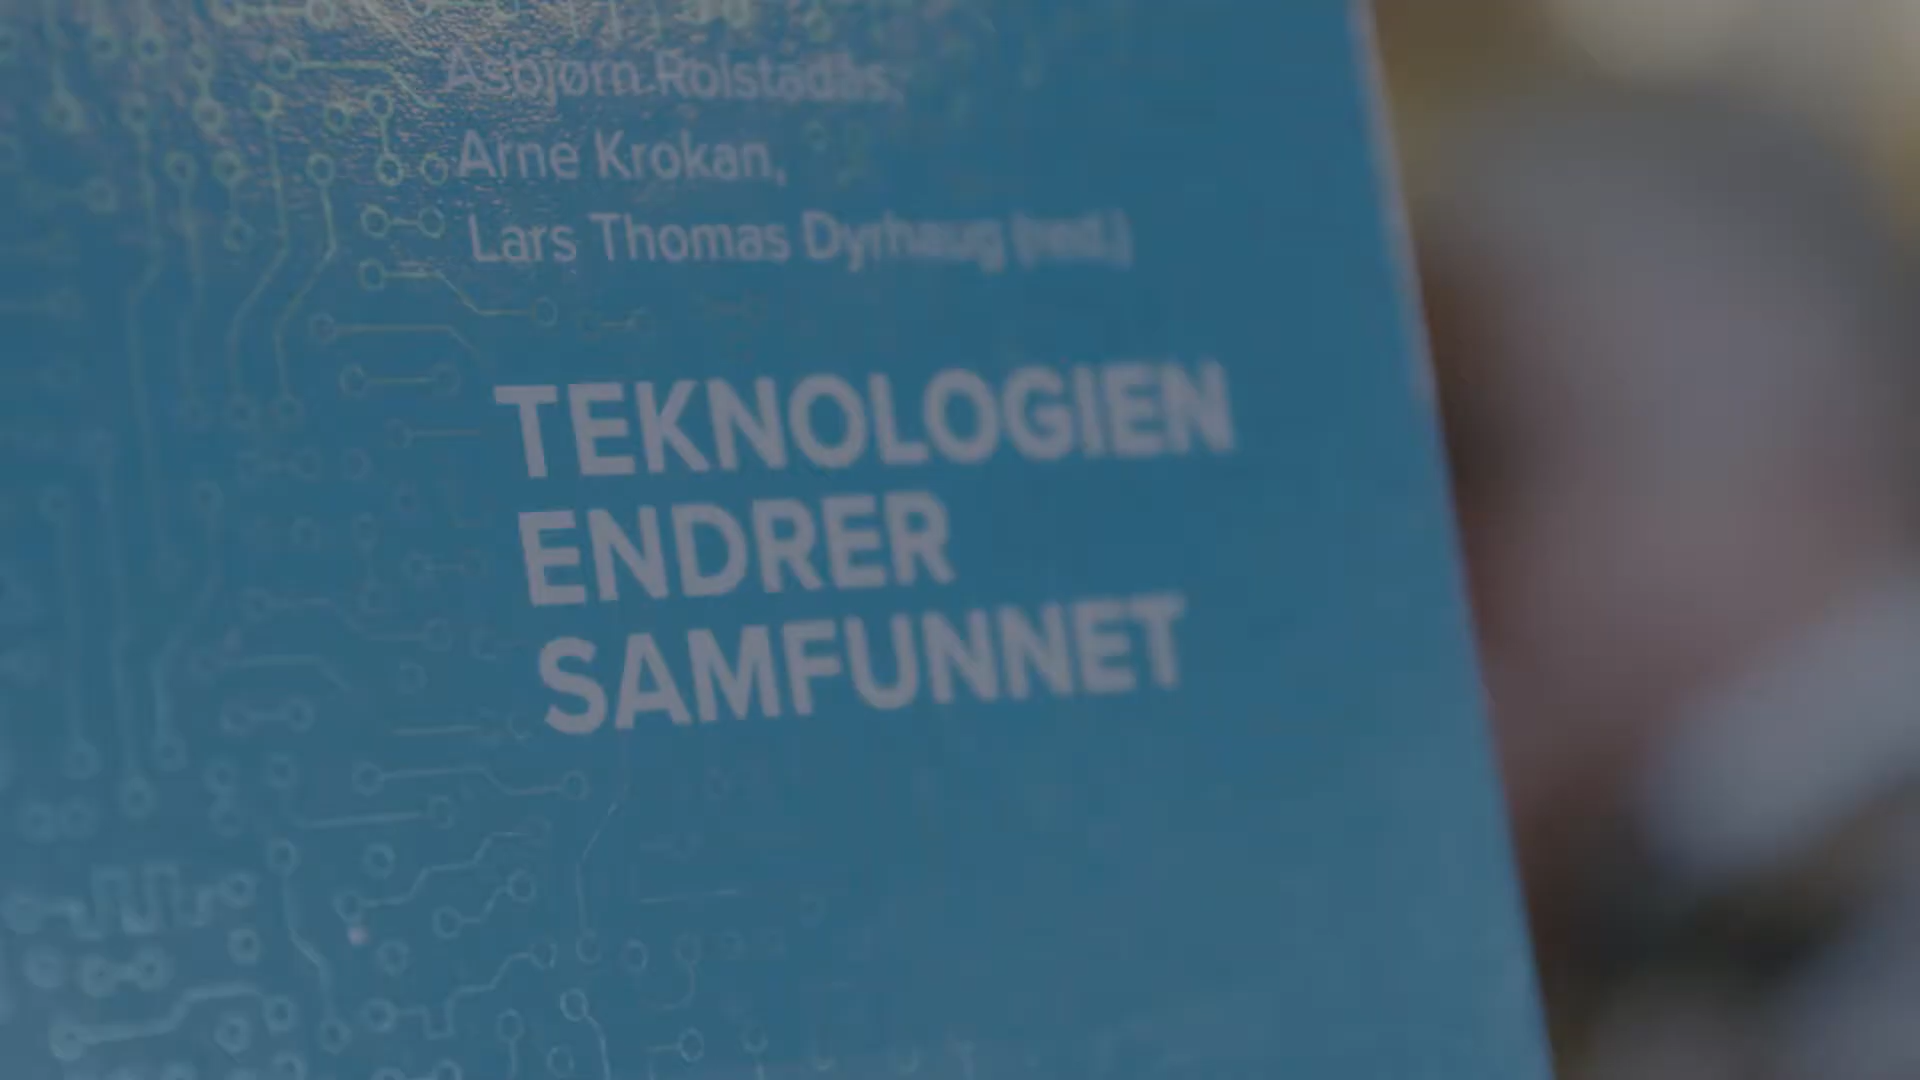 Asbjørn Rolstadås,
Arne Krokan,
Lars Thomas Dyrhaug (red.)
TEKNOLOGIEN
ENDRER
SAMFUNNET